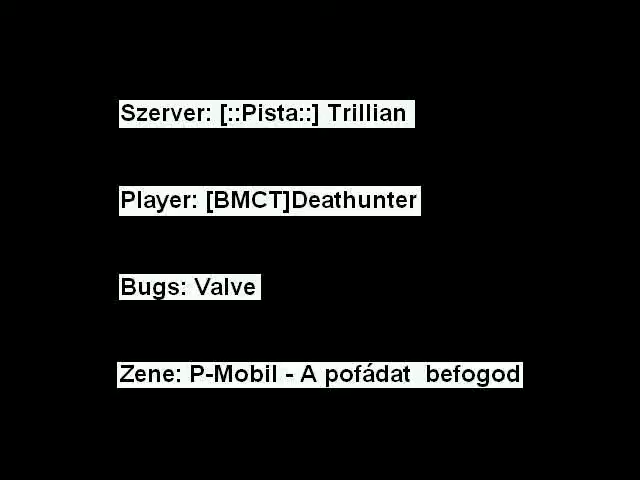 Szerver: [::Pista::] Trillian
Player: [BMCT]Deathunter
Bugs: Valve
Zene: P-Mobil - A pofádat  befogod